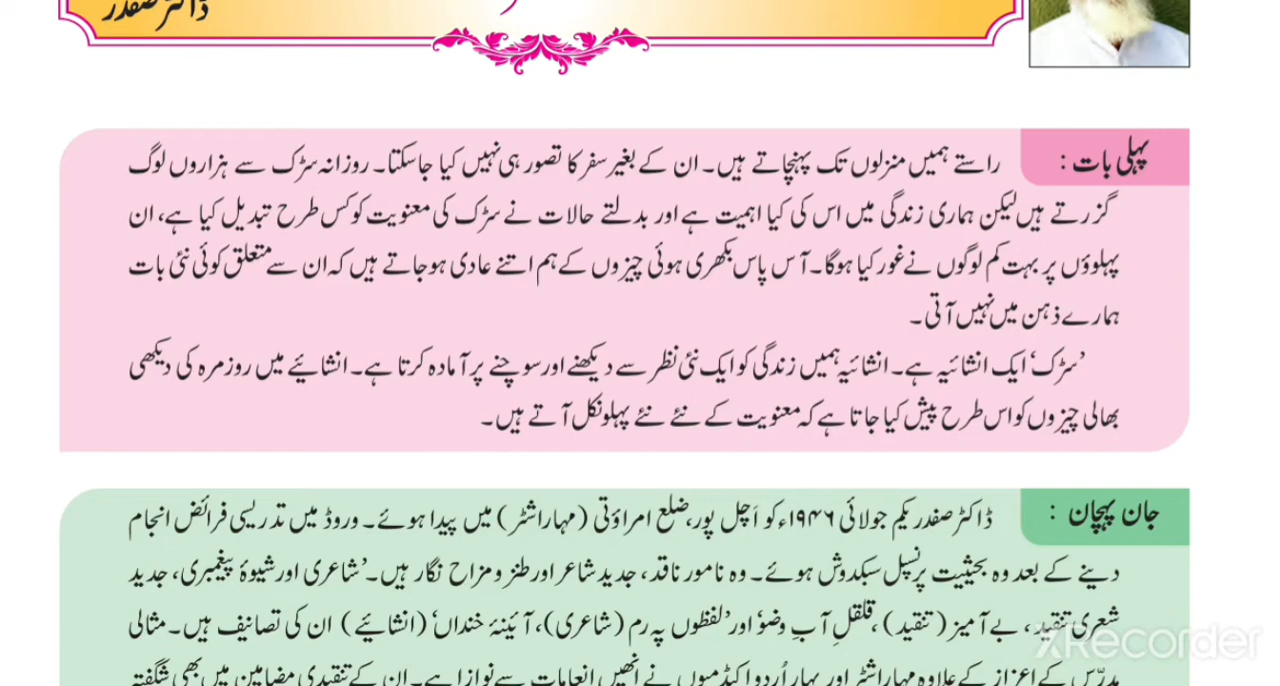 ڈاکٹر صفدر
پہلی بات :
راستے ہمیں منزلوں تک پہنچاتے ہیں۔ ان کے بغیر سفر کا تصور ہی نہیں کیا جاسکتا۔ روزانہ سڑک سے ہزاروں لوگ
گزرتے ہیں لیکن ہماری زندگی میں اس کی کیا اہمیت ہے اور بدلتے حالات نے سڑک کی معنویت کو کس طرح تبدیل کیا ہے، ان
پہلوؤں پر بہت کم لوگوں نے غور کیا ہوگا۔ آس پاس بکھری ہوئی چیزوں کے ہم اتنے عادی ہوجاتے ہیں کہ ان سے متعلق کوئی نئی بات
ہمارے ذہن میں نہیں آتی۔
’سڑک‘ ایک انشائیہ ہے۔ انشائیہ ہمیں زندگی کو ایک نئی نظر سے دیکھنے اور سوچنے پر آمادہ کرتا ہے۔ انشائیے میں روزمرہ کی دیکھی
بھالی چیزوں کو اس طرح پیش کیا جاتا ہے کہ معنویت کے نئے نئے پہلو نکل آتے ہیں۔
جان پہچان :
ڈاکٹر صفدر یکم جولائی ۱۹۴۶ء کو اَچل پور، ضلع امراؤتی (مہاراشٹر) میں پیدا ہوئے۔ وروڈ میں تدریسی فرائض انجام
دینے کے بعد وہ بحیثیت پرنسپل سبکدوش ہوئے۔ وہ نامور ناقد، جدید شاعر اور طنز و مزاح نگار ہیں۔ ’شاعری اور شیوۂ پیغمبری، جدید
شعری تنقید، بے آمیز (تنقید)، قلقلِ آبِ وضو‘ اور ’لفظوں پہ رم (شاعری)، آئینۂ خنداں‘ (انشائیے) ان کی تصانیف ہیں۔ مثالی
مدرّس کے اعزاز کے علاوہ مہاراشٹر اور بہار اُردو اکیڈمیوں نے انھیں انعامات سے نوازا ہے۔ ان کے تنقیدی مضامین میں بھی شگفتہ
XRecorder